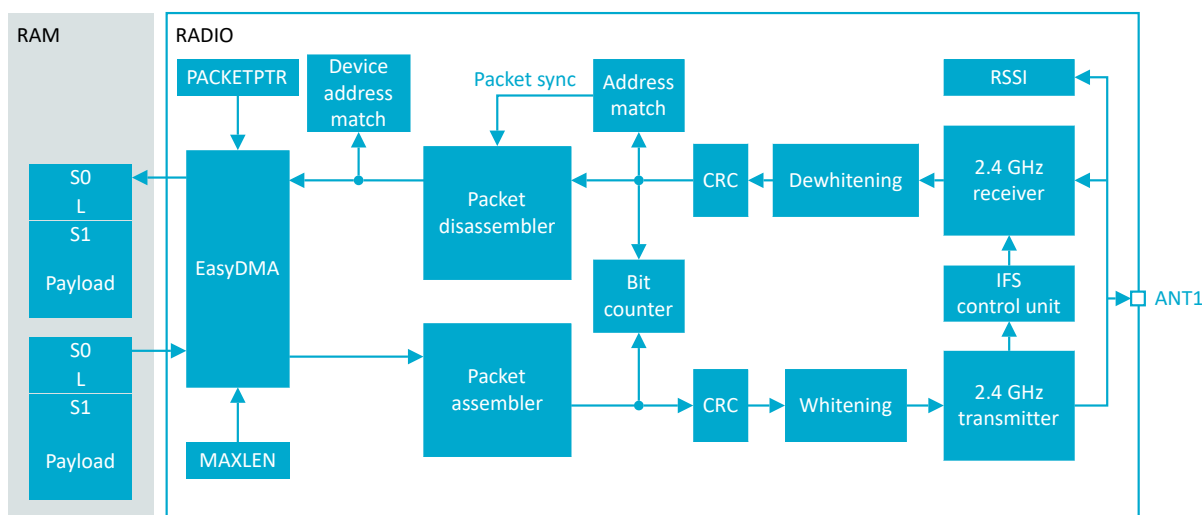 RAM
RADIO
PACKETPTR
Device
address
match
Packet sync
Address
match
RSSI
S0
L
S1
Payload
EasyDMA
Packet
disassembler
CRC
Dewhitening
2.4 GHz
receiver
Bit
counter
IFS
control unit
ANT1
S0
L
S1
Payload
MAXLEN
Packet
assembler
CRC
Whitening
2.4 GHz
transmitter